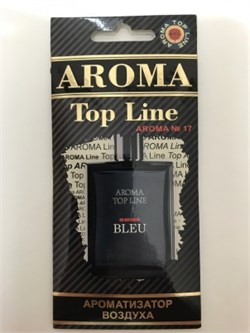 AROMA TOP LINE
AROMA
Top Line
AROMA № 17
AROMA
TOP LINE
BLEU
АРОМАТИЗАТОР
ВОЗДУХА